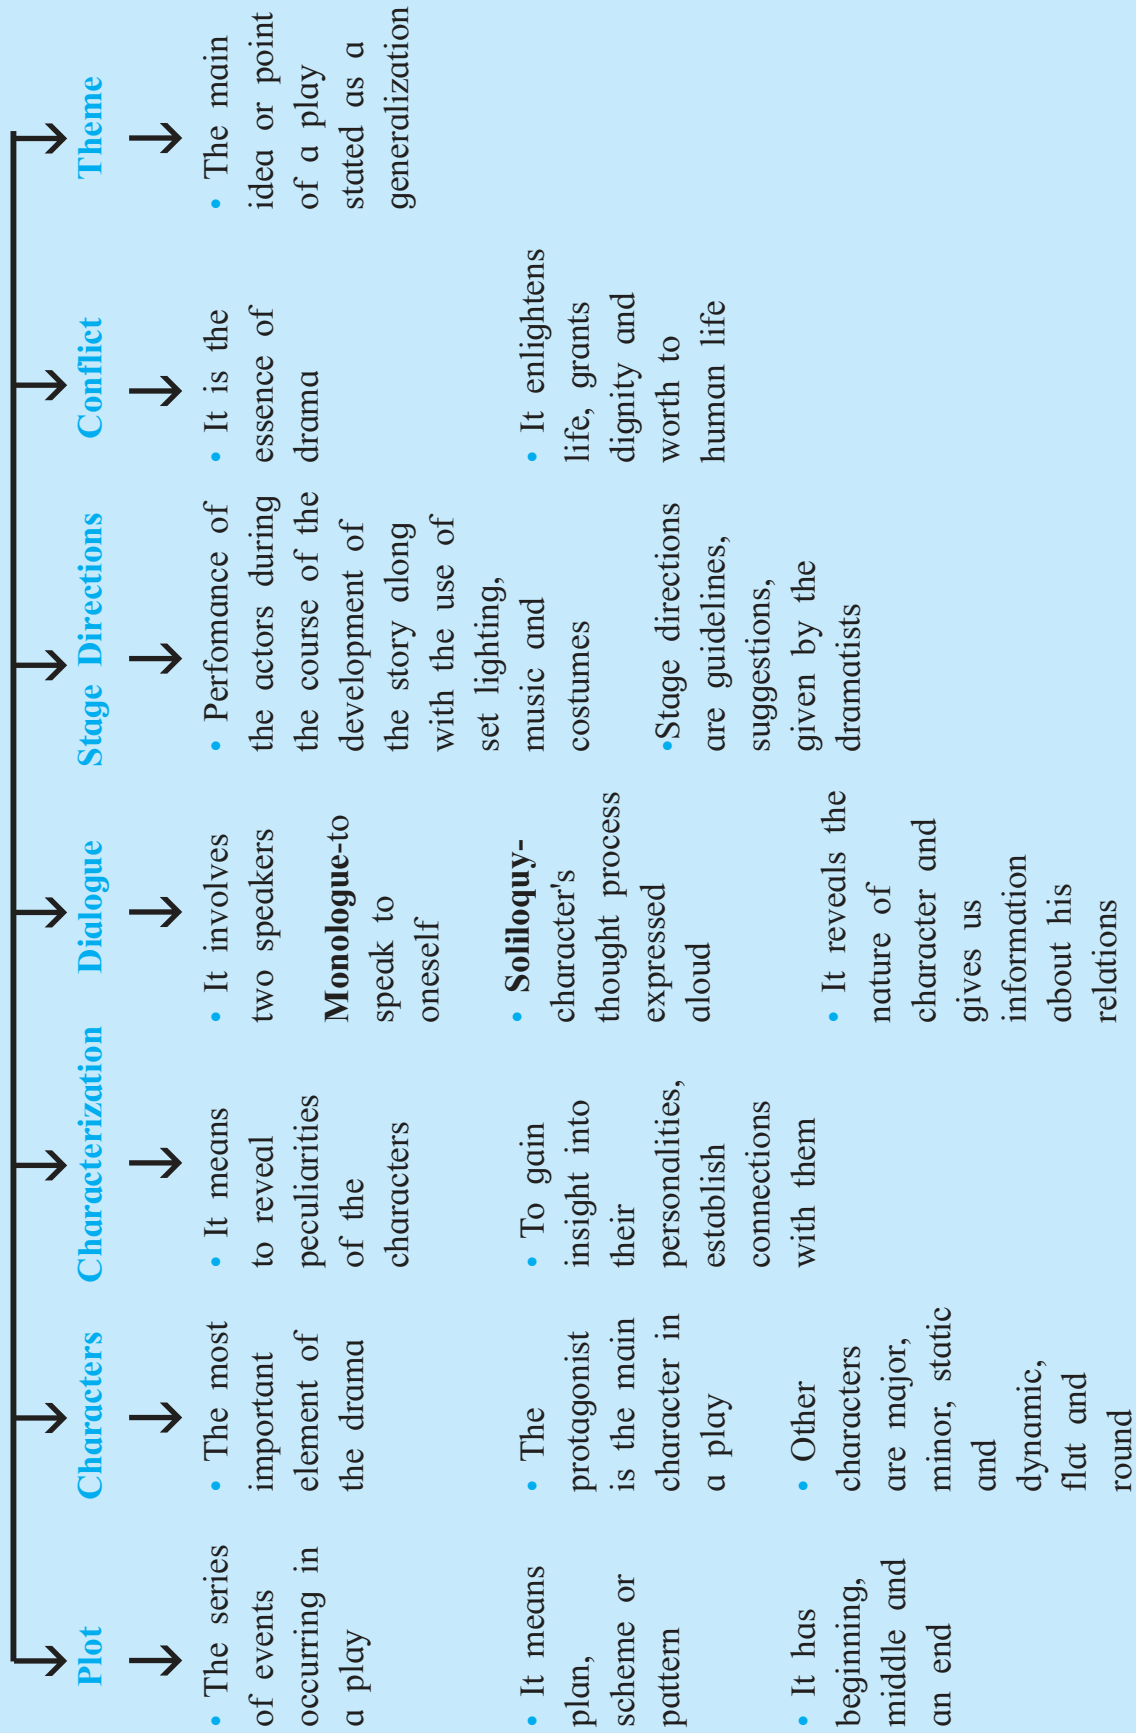 Plot
• The series
of events
occurring in
a play
• It means
plan,
scheme or
pattern
• It has
beginning,
middle and
an end
Characters
• The most
important
element of
the drama
• The
protagonist
is the main
character in
a play
• Other
characters
are major,
minor, static
and
dynamic,
flat and
round
Characterization
• It means
to reveal
peculiarities
of the
characters
• To gain
insight into
their
personalities,
establish
connections
with them
Dialogue
• It involves
two speakers
Monologue-to
speak to
oneself
• Soliloquy-
character's
thought process
expressed
aloud
• It reveals the
nature of
character and
gives us
information
about his
relations
Stage Directions
• Perfomance of
the actors during
the course of the
development of
the story along
with the use of
set lighting,
music and
costumes
•Stage directions
are guidelines,
suggestions,
given by the
dramatists
Conflict
• It is the
essence of
drama
• It enlightens
life, grants
dignity and
worth to
human life
Theme
• The main
idea or point
of a play
stated as a
generalization